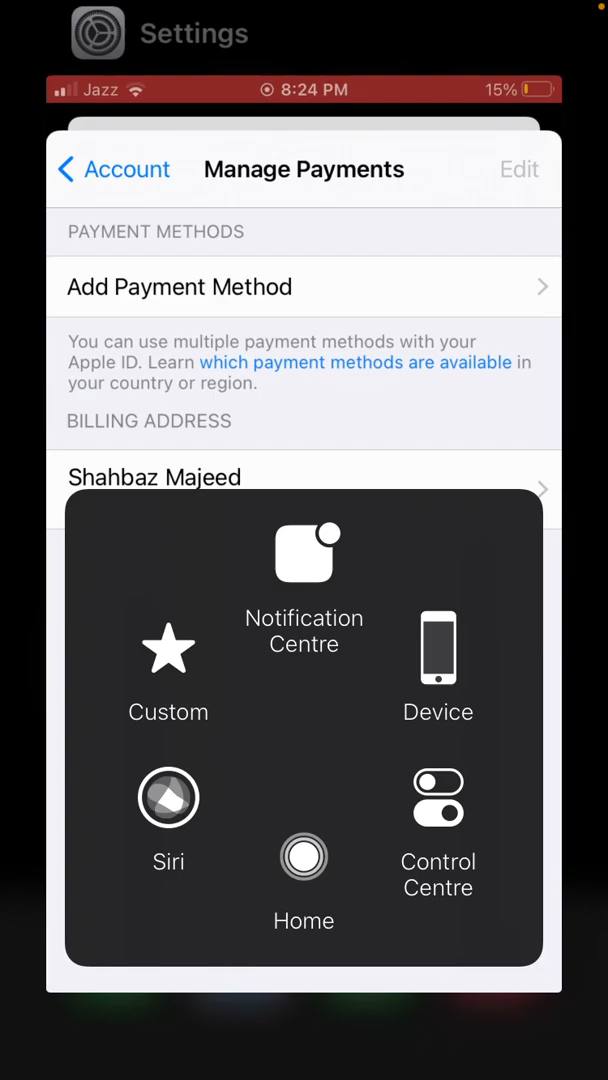 Settings
Jazz 8:24 PM 15%
Account Manage Payments Edit
PAYMENT METHODS
Add Payment Method
You can use multiple payment methods with your
Apple ID. Learn which payment methods are available in
your country or region.
BILLING ADDRESS
Shahbaz Majeed
Notification
Centre
Custom
Device
Siri
Control
Centre
Home